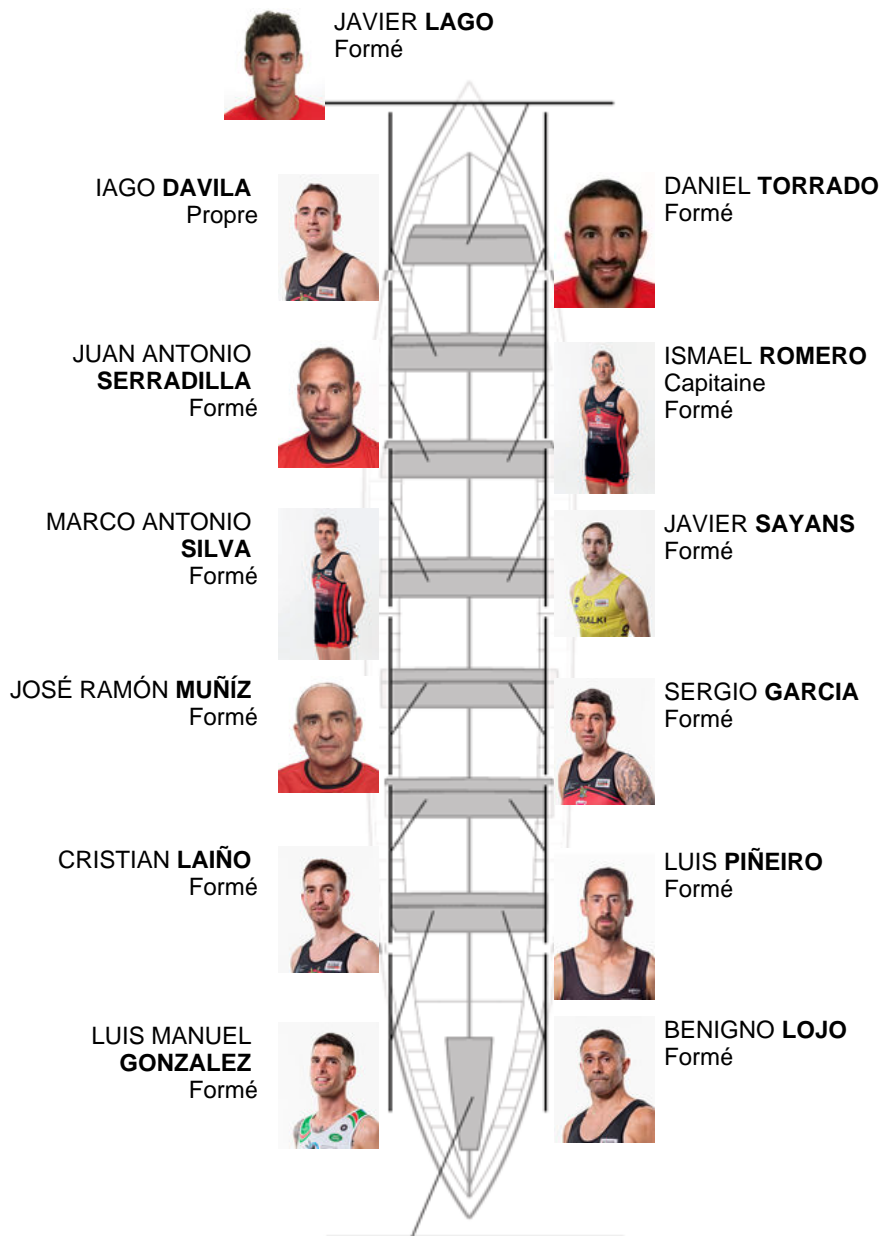 JAVIER LAGO
Formé
IAGO DAVILA
Propre
DANIEL TORRADO
Formé
JUAN ANTONIO
SERRADILLA
Formé
ISMAEL ROMERO
Capitaine
Formé
MARCO ANTONIO
SILVA
Formé
JAVIER SAYANS
Formé
RIALKI
JOSÉ RAMÓN MUÑÍZ
Formé
SERGIO GARCIA
Formé
CRISTIAN LAIÑO
Formé
LUIS PIÑEIRO
Formé
LUIS MANUEL
GONZALEZ
Formé
BENIGNO LOJO
Formé